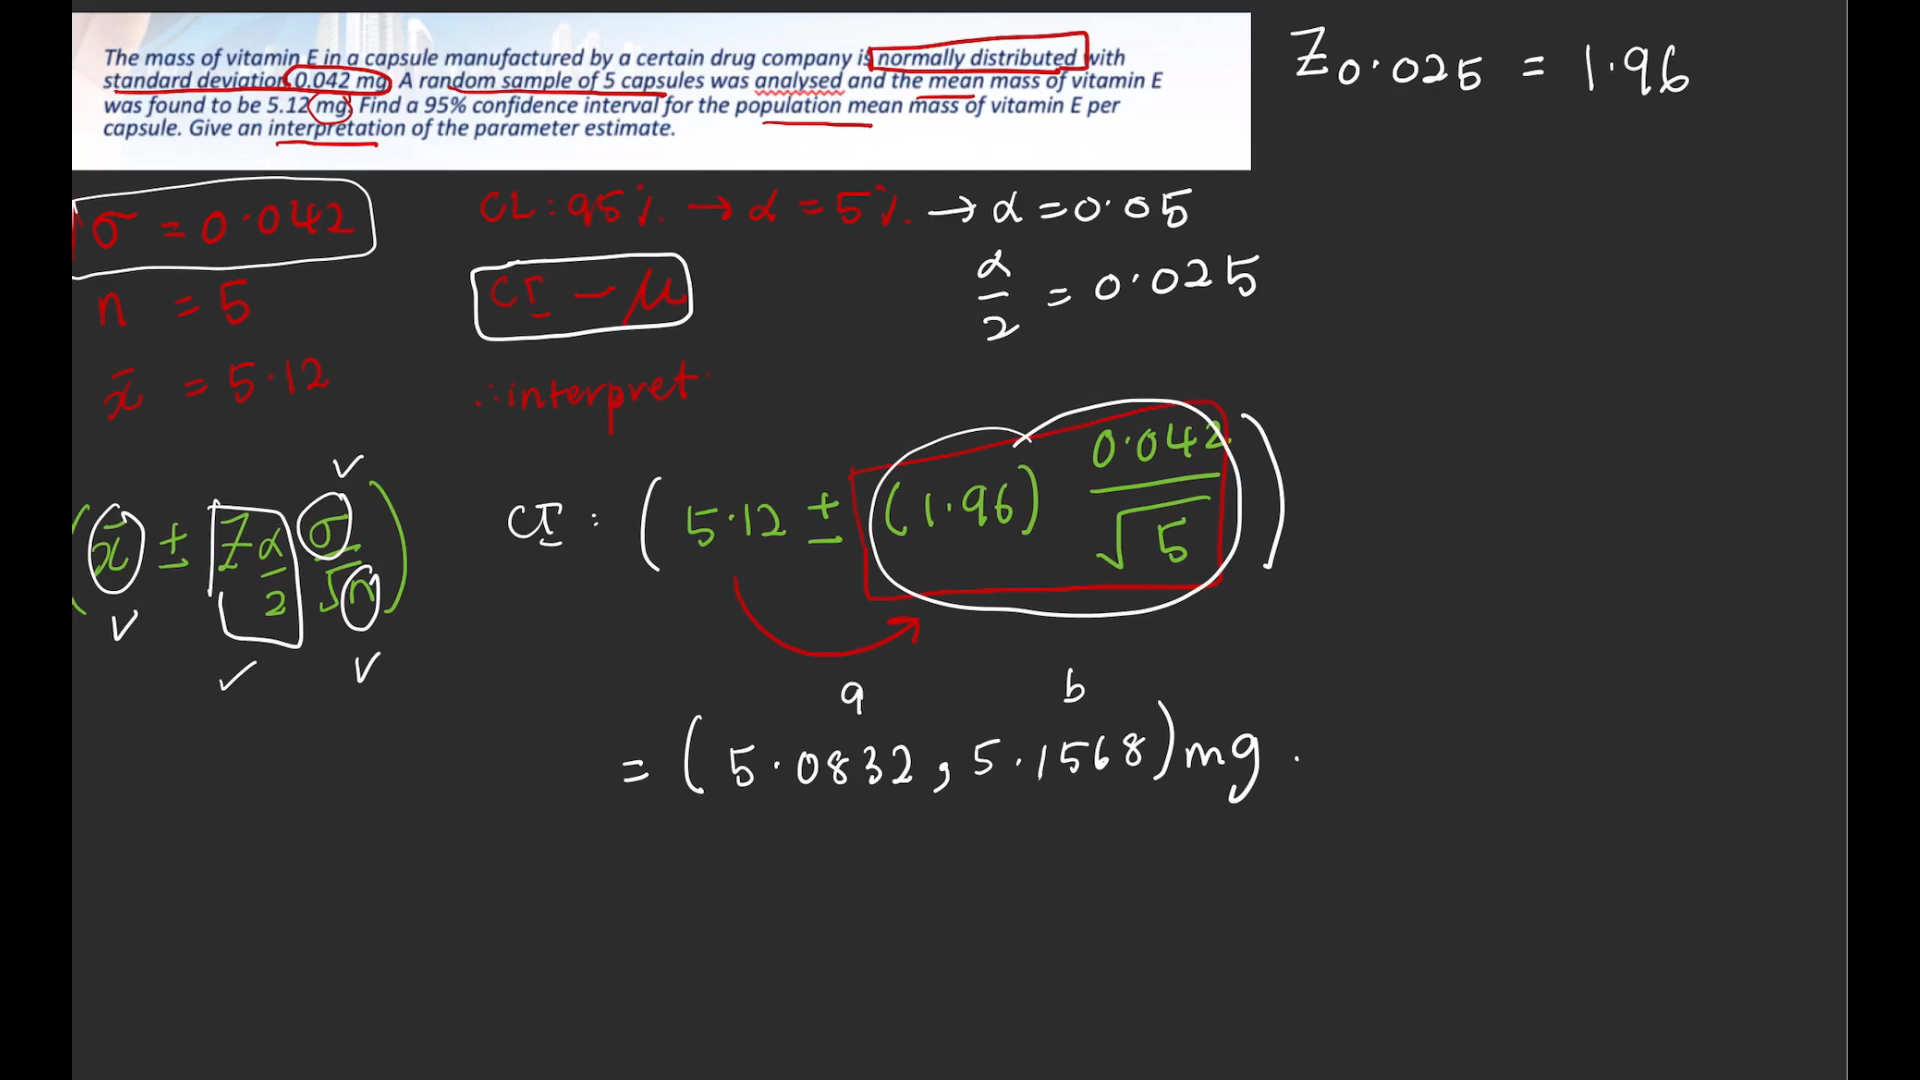 The mass of vitamin E in a capsule manufactured by a certain drug company is normally distributed with
standard deviation 0.042 mg. A random sample of 5 capsules was analysed and the mean mass of vitamin E
was found to be 5.12 mg. Find a 95% confidence interval for the population mean mass of vitamin E per
capsule. Give an interpretation of the parameter estimate.
Z0.025 = 1.96
σ = 0.042
n = 5
x̄ = 5.12
CL : 95% → α = 5%. → α = 0.05
α/2 = 0.025
CI – μ
∴ interpret
(x̄ ± Zα/2 σ/√n)
CI : (5.12 ± (1.96) 0.042/√5)
a b
= (5.0832, 5.1568) mg.